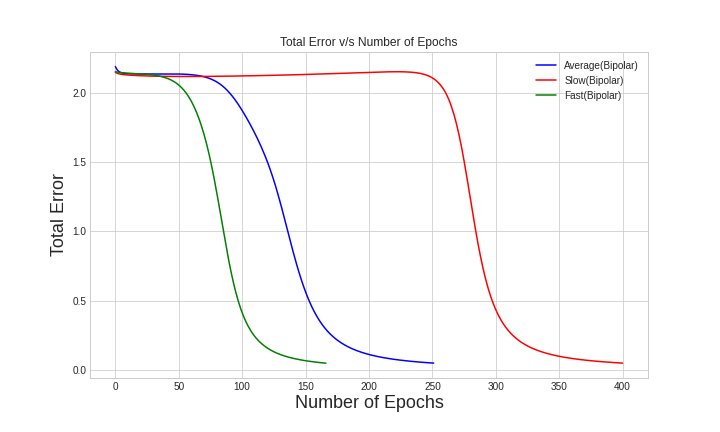 Total Error v/s Number of Epochs
Average(Bipolar)
Slow(Bipolar)
Fast(Bipolar)
Total Error
2.0
1.5
1.0
0.5
0.0
0 50 100 150 200 250 300 350 400
Number of Epochs